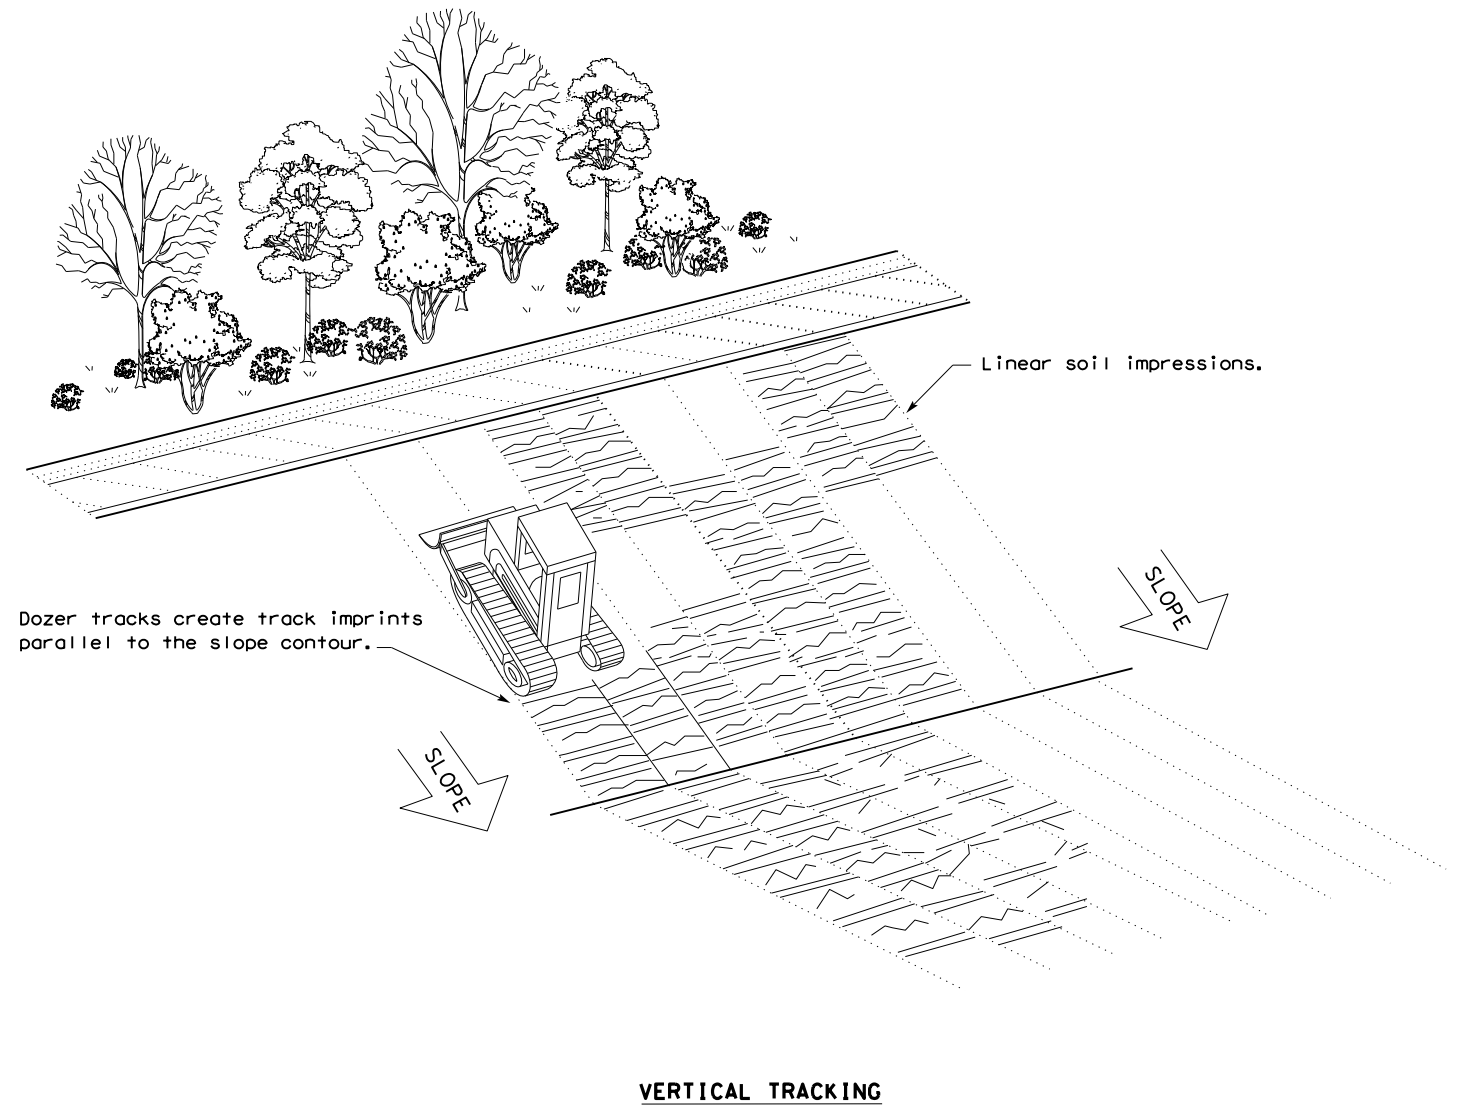 Linear soil impressions.
SLOPE
Dozer tracks create track imprints
parallel to the slope contour.
SLOPE
VERTICAL TRACKING